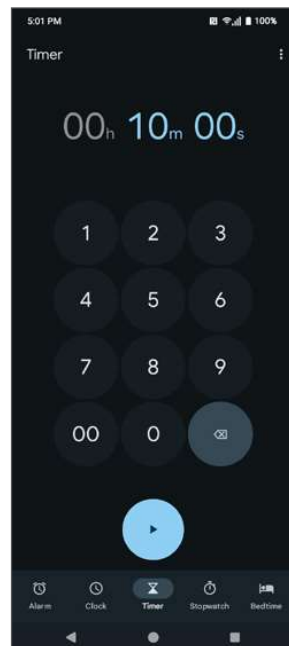 5:01 PM 100%
Timer
00h 10m 00s
1 2 3
4 5 6
7 8 9
00 0
Alarm Clock Timer Stopwatch Bedtime